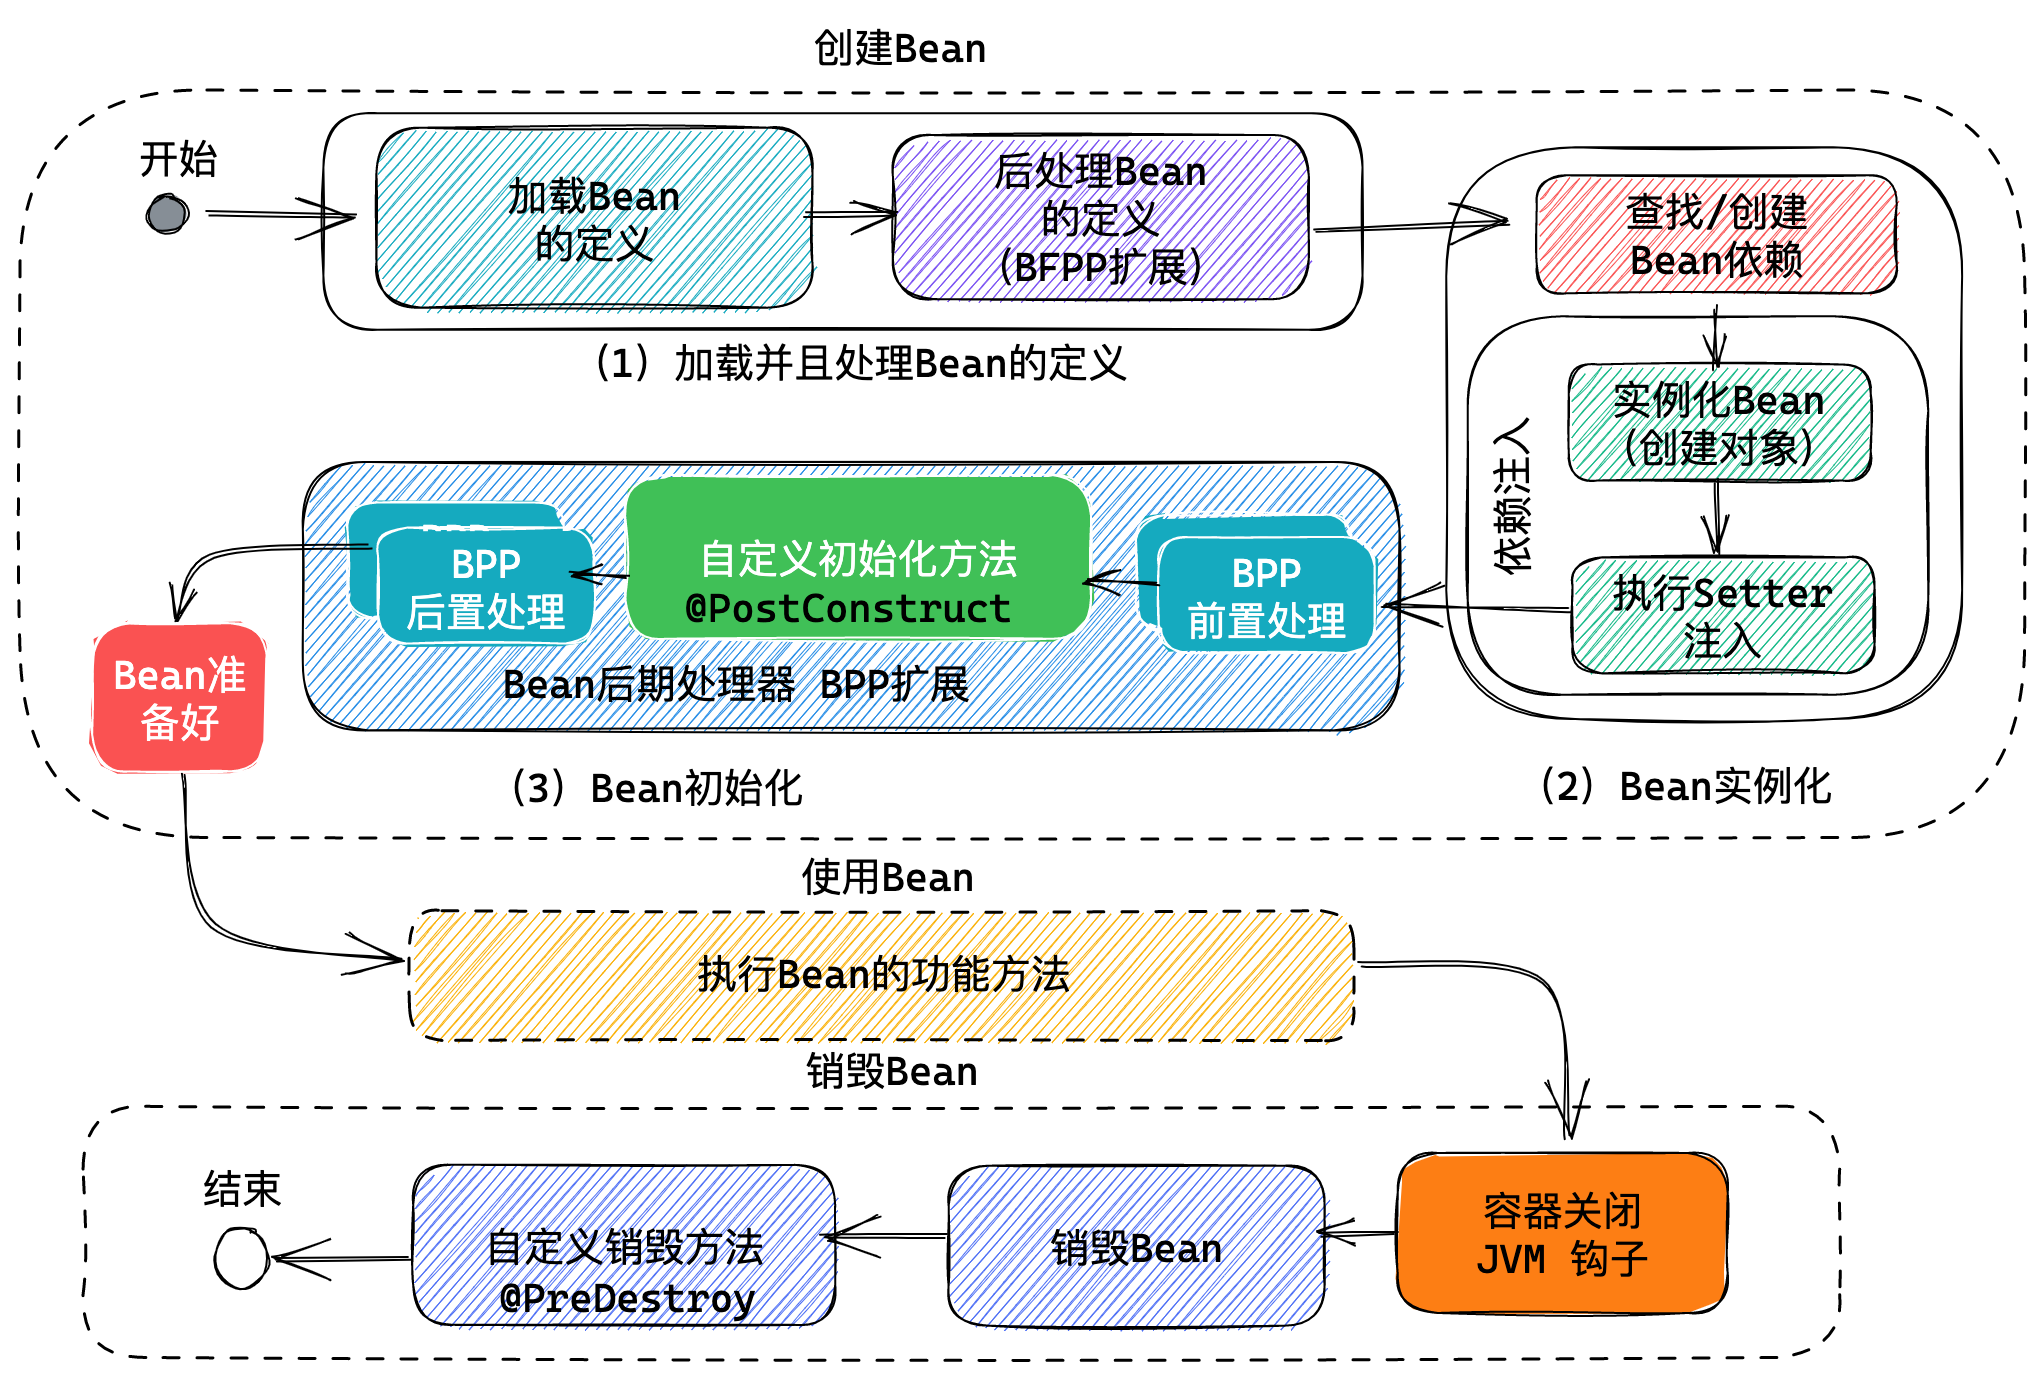 创建Bean
开始
加载Bean
的定义
后处理Bean
的定义
(BFPP扩展)
(1) 加载并且处理Bean的定义
查找/创建
Bean依赖
实例化Bean
(创建对象)
依赖注入
执行Setter
注入
(2) Bean实例化
BPP
前置处理
自定义初始化方法
@PostConstruct
BPP
后置处理
Bean后期处理器 BPP扩展
(3) Bean初始化
Bean准
备好
使用Bean
执行Bean的功能方法
销毁Bean
容器关闭
JVM 钩子
销毁Bean
自定义销毁方法
@PreDestroy
结束